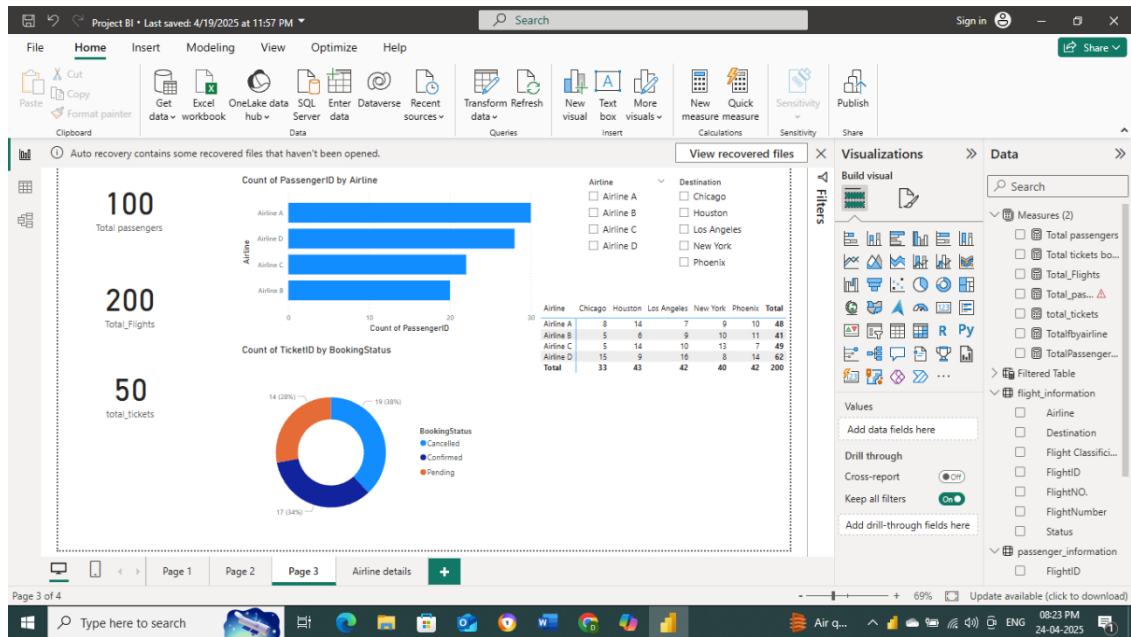 Project BI • Last saved: 4/19/2025 at 11:57 PM
Search
Sign in
File Home Insert Modeling View Optimize Help
Share
Paste
Cut
Copy
Format painter
Get data
Excel workbook
OneLake data hub
SQL Server
Enter data
Dataverse
Recent sources
Transform data
Refresh
New visual
Text box
More visuals
New measure
Quick measure
Sensitivity
Publish
Clipboard Data Queries Insert Calculations Sensitivity Share
Auto recovery contains some recovered files that haven't been opened.
View recovered files
100
Total passengers
200
Total_Flights
50
total_tickets
Count of PassengerID by Airline
Airline
Airline A
Airline D
Airline C
Airline B
0 10 20 30
Count of PassengerID
Count of TicketID by BookingStatus
14 (28%)
19 (38%)
17 (34%)
BookingStatus
Cancelled
Confirmed
Pending
Airline
Airline A
Airline B
Airline C
Airline D
Destination
Chicago
Houston
Los Angeles
New York
Phoenix
Airline Chicago Houston Los Angeles New York Phoenix Total
Airline A 8 14 7 9 10 48
Airline B 5 6 9 10 11 41
Airline C 5 14 10 13 7 49
Airline D 15 9 16 8 14 62
Total 33 43 42 40 42 200
Filters
Visualizations
Build visual
R Py
Values
Add data fields here
Drill through
Cross-report
Off
Keep all filters
On
Add drill-through fields here
Data
Search
Measures (2)
Total passengers
Total tickets bo...
Total_Flights
Total_pas...
total_tickets
Totalfbyairline
TotalPassenger...
Filtered Table
flight_information
Airline
Destination
Flight Classifici...
FlightID
FlightNO.
FlightNumber
Status
passenger_information
FlightID
Page 1 Page 2 Page 3 Airline details
Page 3 of 4
69%
Update available (click to download)
Type here to search
Air q...
ENG
08:23 PM
24-04-2025